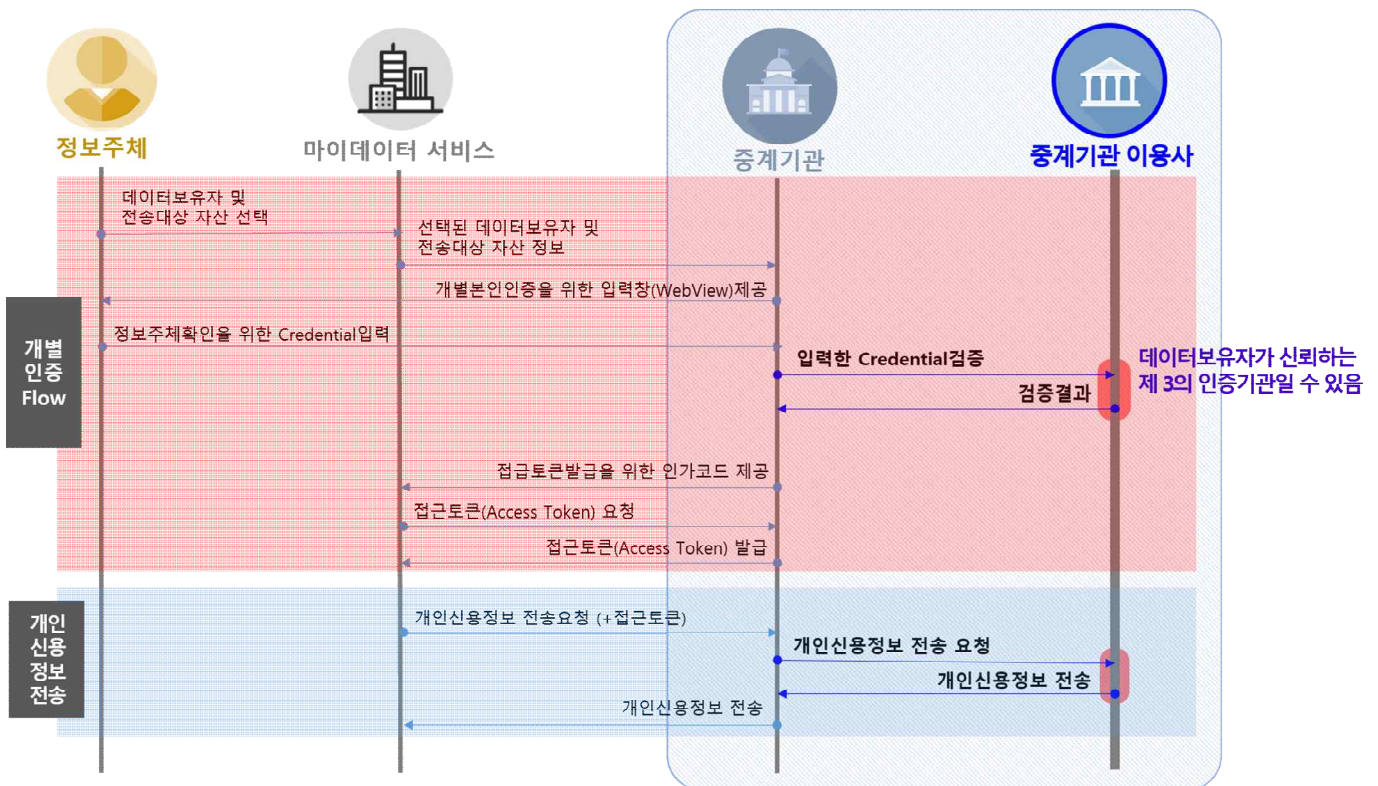 정보주체
마이데이터 서비스
중계기관
중계기관 이용사
데이터보유자 및
전송대상 자산 선택
선택된 데이터보유자 및
전송대상 자산 정보
개별본인인증을 위한 입력창(WebView)제공
정보주체확인을 위한 Credential입력
개별
인증
Flow
입력한 Credential검증
데이터보유자가 신뢰하는
제 3의 인증기관일 수 있음
검증결과
접급토큰발급을 위한 인가코드 제공
접근토큰(Access Token) 요청
접근토큰(Access Token) 발급
개인
신용
정보
전송
개인신용정보 전송요청 (+접근토큰)
개인신용정보 전송 요청
개인신용정보 전송
개인신용정보 전송